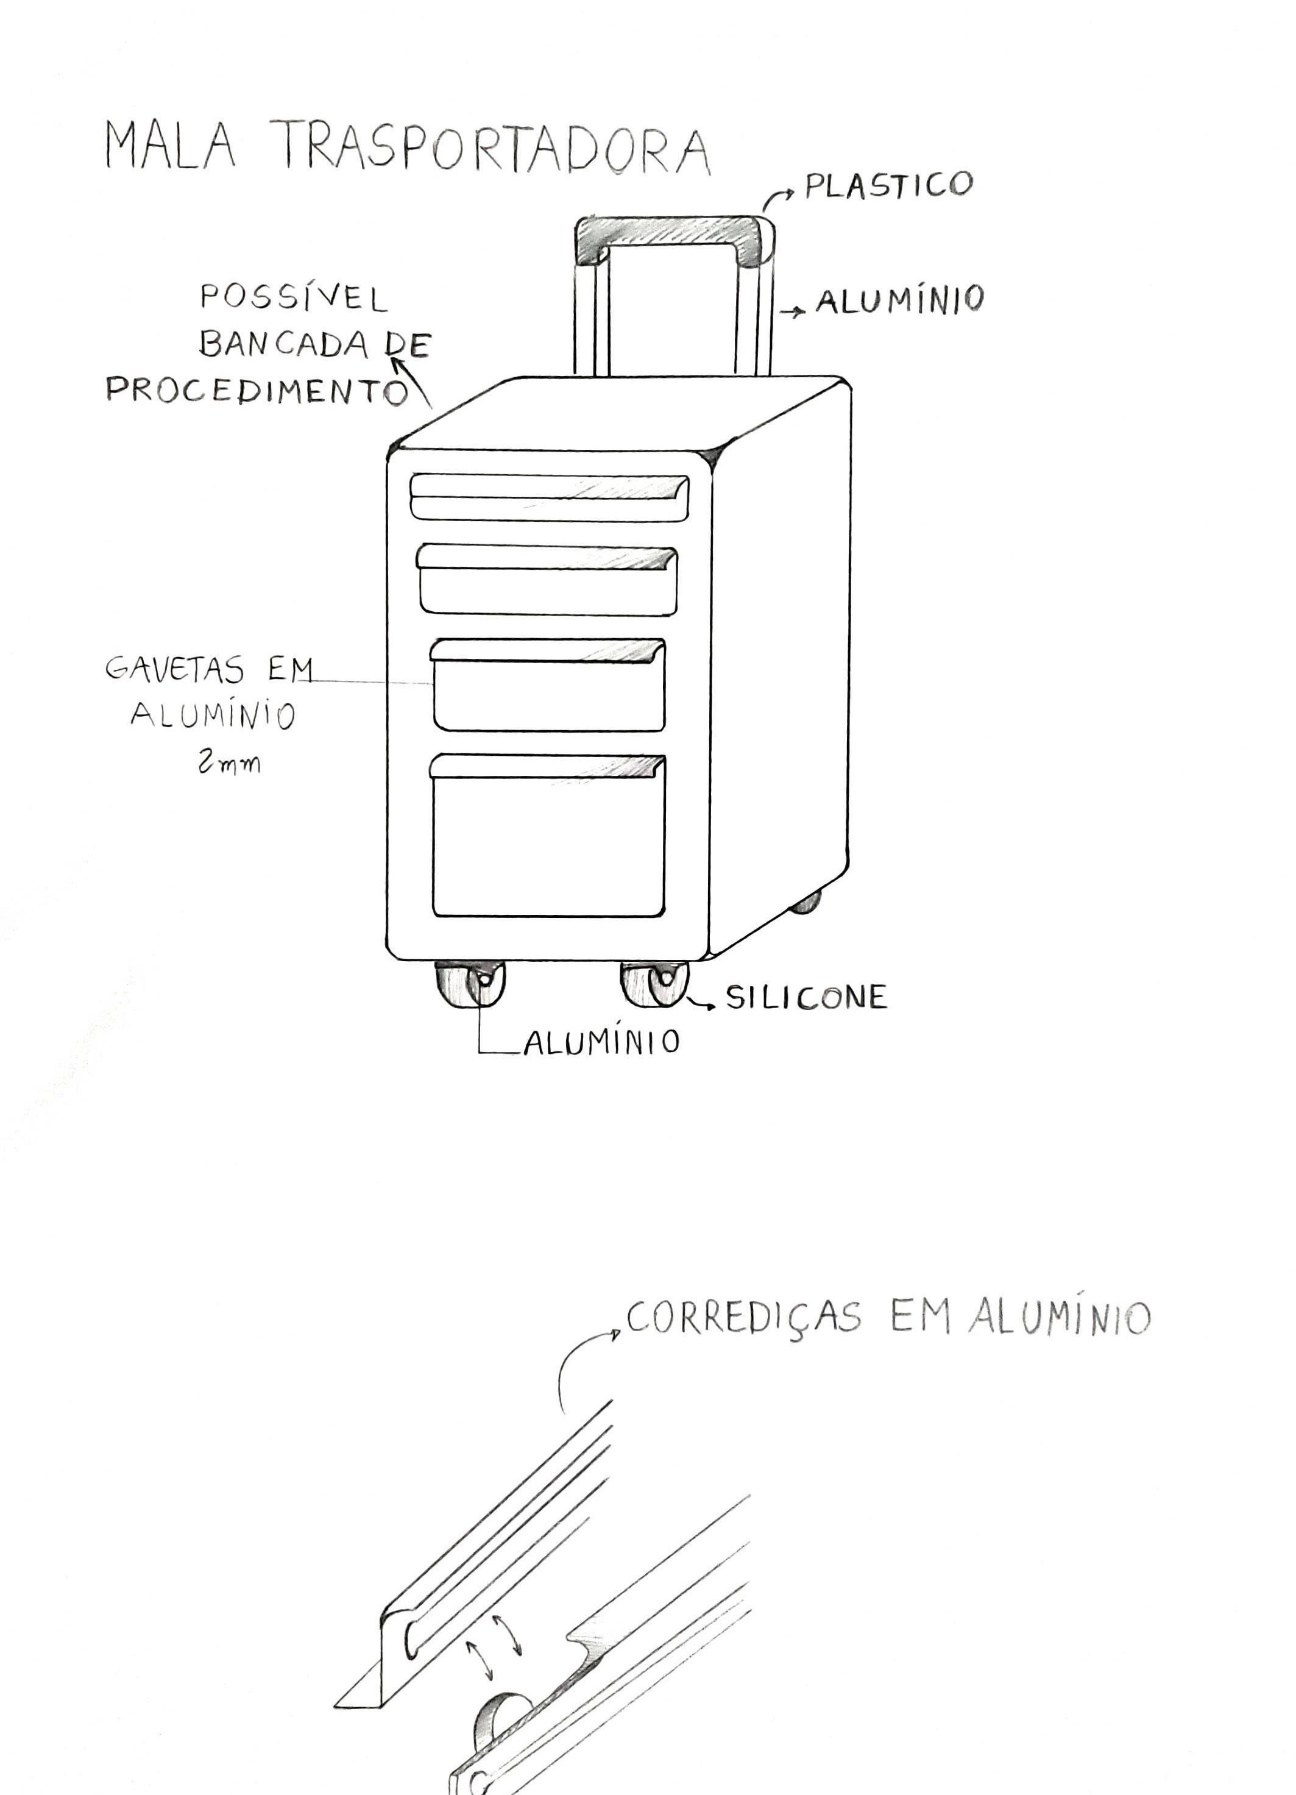 MALA TRASPORTADORA
PLASTICO
ALUMÍNIO
POSSÍVEL
BANCADA DE
PROCEDIMENTO
GAVETAS EM
ALUMÍNIO
2mm
SILICONE
ALUMÍNIO
CORREDIÇAS EM ALUMÍNIO